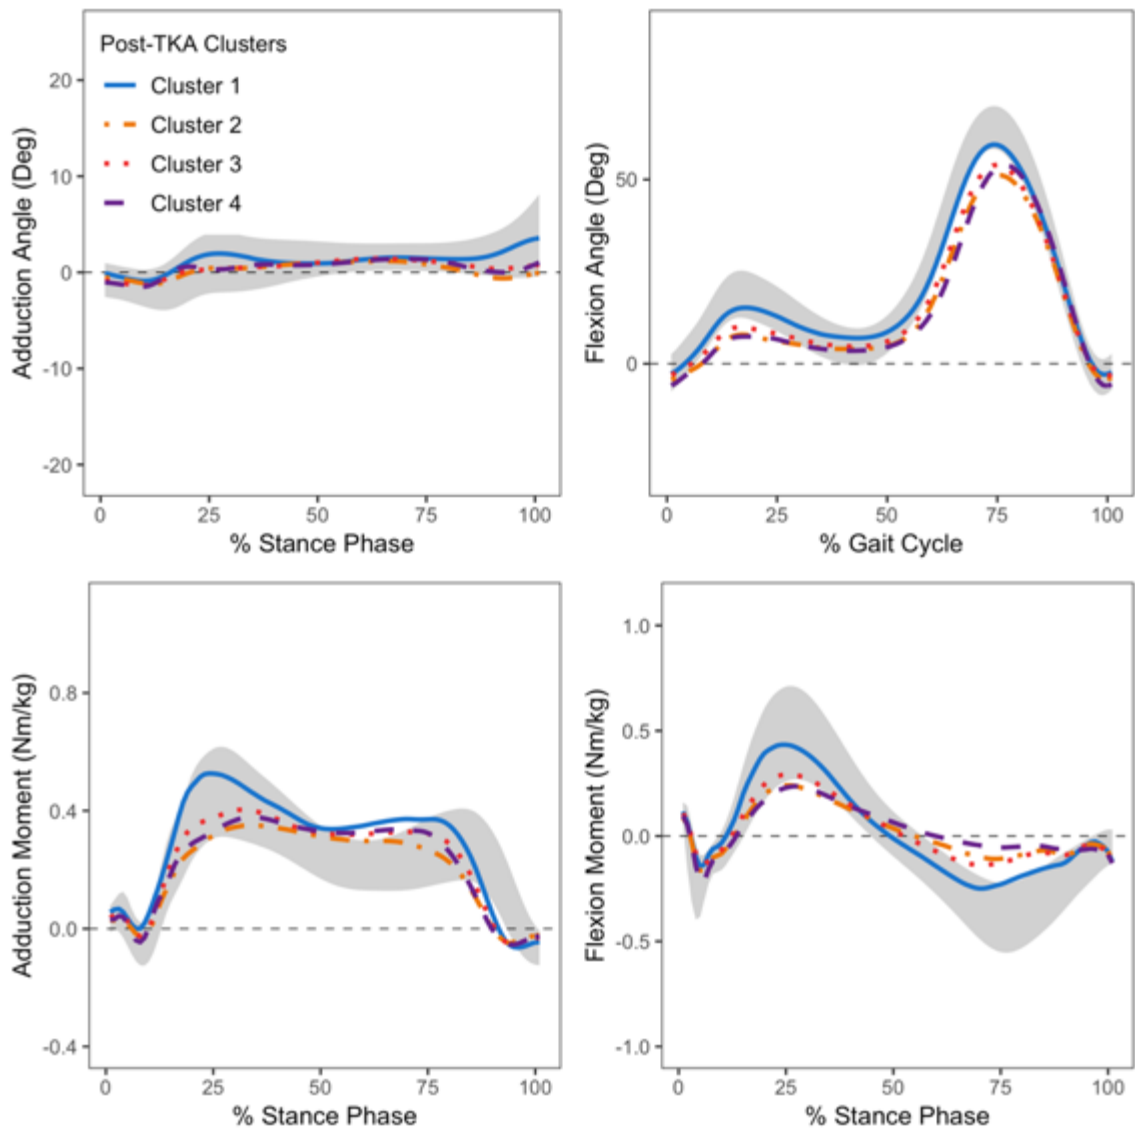 Post-TKA Clusters
Cluster 1
Cluster 2
Cluster 3
Cluster 4
Adduction Angle (Deg)
20
10
0
-10
-20
0 25 50 75 100
% Stance Phase
Flexion Angle (Deg)
50
0
0 25 50 75 100
% Gait Cycle
Adduction Moment (Nm/kg)
0.8
0.4
0.0
-0.4
0 25 50 75 100
% Stance Phase
Flexion Moment (Nm/kg)
1.0
0.5
0.0
-0.5
-1.0
0 25 50 75 100
% Stance Phase